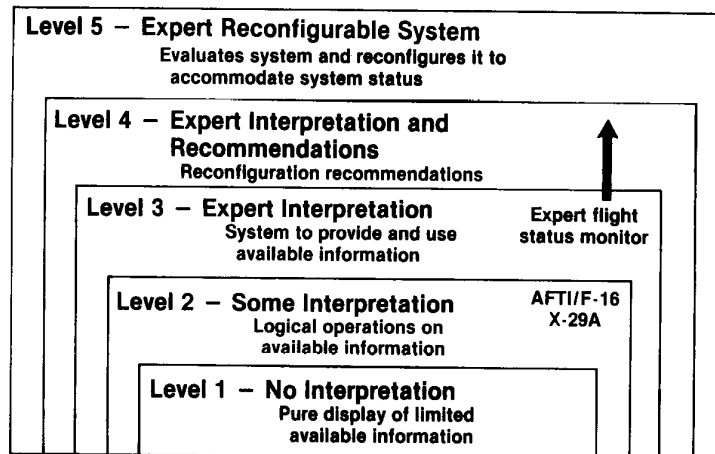 Level 5 – Expert Reconfigurable System
Evaluates system and reconfigures it to
accommodate system status
Level 4 – Expert Interpretation and
Recommendations
Reconfiguration recommendations
Level 3 – Expert Interpretation
System to provide and use
available information
Expert flight
status monitor
Level 2 – Some Interpretation
Logical operations on
available information
AFTI/F-16
X-29A
Level 1 – No Interpretation
Pure display of limited
available information